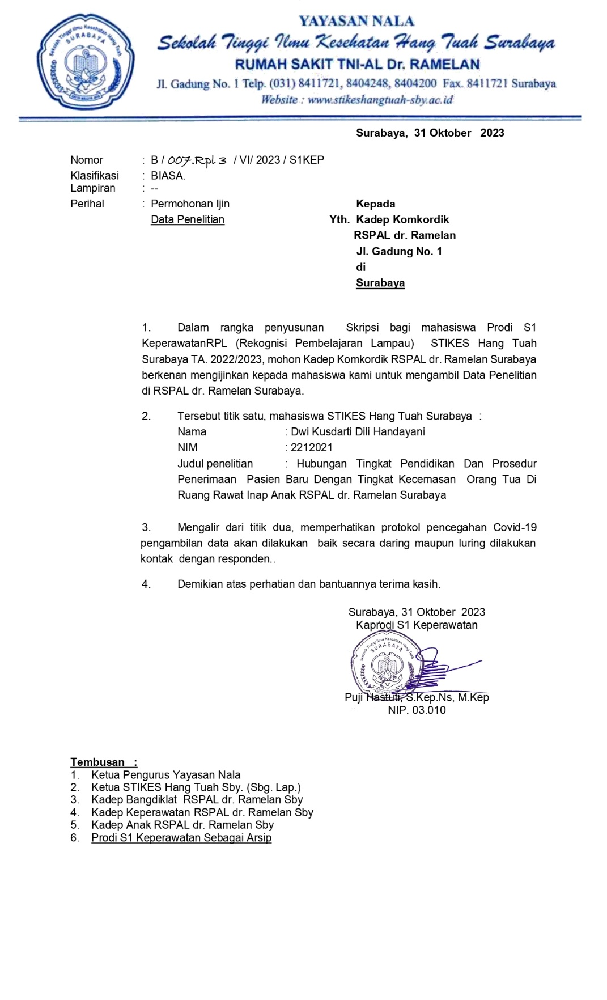 Sekolah Tinggi Ilmu Kesehatan Hang Tuah
SURABAYA
YAYASAN NALA
Sekolah Tinggi Ilmu Kesehatan Hang Tuah Surabaya
RUMAH SAKIT TNI-AL Dr. RAMELAN
Jl. Gadung No. 1 Telp. (031) 8411721, 8404248, 8404200 Fax. 8411721 Surabaya
Website : www.stikeshangtuah-sby.ac.id
Surabaya, 31 Oktober 2023
Nomor : B / 007.Rpl 3 / VI/ 2023 / S1KEP
Klasifikasi : BIASA.
Lampiran : --
Perihal : Permohonan Ijin
Data Penelitian
Kepada
Yth. Kadep Komkordik
RSPAL dr. Ramelan
Jl. Gadung No. 1
di
Surabaya
1. Dalam rangka penyusunan Skripsi bagi mahasiswa Prodi S1
KeperawatanRPL (Rekognisi Pembelajaran Lampau) STIKES Hang Tuah
Surabaya TA. 2022/2023, mohon Kadep Komkordik RSPAL dr. Ramelan Surabaya
berkenan mengijinkan kepada mahasiswa kami untuk mengambil Data Penelitian
di RSPAL dr. Ramelan Surabaya.
2. Tersebut titik satu, mahasiswa STIKES Hang Tuah Surabaya :
Nama : Dwi Kusdarti Dili Handayani
NIM : 2212021
Judul penelitian : Hubungan Tingkat Pendidikan Dan Prosedur
Penerimaan Pasien Baru Dengan Tingkat Kecemasan Orang Tua Di
Ruang Rawat Inap Anak RSPAL dr. Ramelan Surabaya
3. Mengalir dari titik dua, memperhatikan protokol pencegahan Covid-19
pengambilan data akan dilakukan baik secara daring maupun luring dilakukan
kontak dengan responden..
4. Demikian atas perhatian dan bantuannya terima kasih.
Surabaya, 31 Oktober 2023
Kaprodi S1 Keperawatan
Sekolah Tinggi Ilmu Kesehatan Hang Tuah
SURABAYA
Puji Hastuti, S.Kep.Ns, M.Kep
NIP. 03.010
Tembusan :
1. Ketua Pengurus Yayasan Nala
2. Ketua STIKES Hang Tuah Sby. (Sbg. Lap.)
3. Kadep Bangdiklat RSPAL dr. Ramelan Sby
4. Kadep Keperawatan RSPAL dr. Ramelan Sby
5. Kadep Anak RSPAL dr. Ramelan Sby
6. Prodi S1 Keperawatan Sebagai Arsip